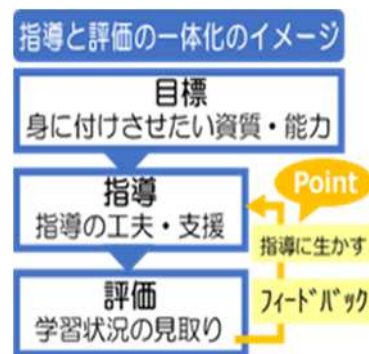 指導と評価の一体化のイメージ
目標
身に付けさせたい資質・能力
指導
指導の工夫・支援
Point
指導に生かす
フィードバック
評価
学習状況の見取り